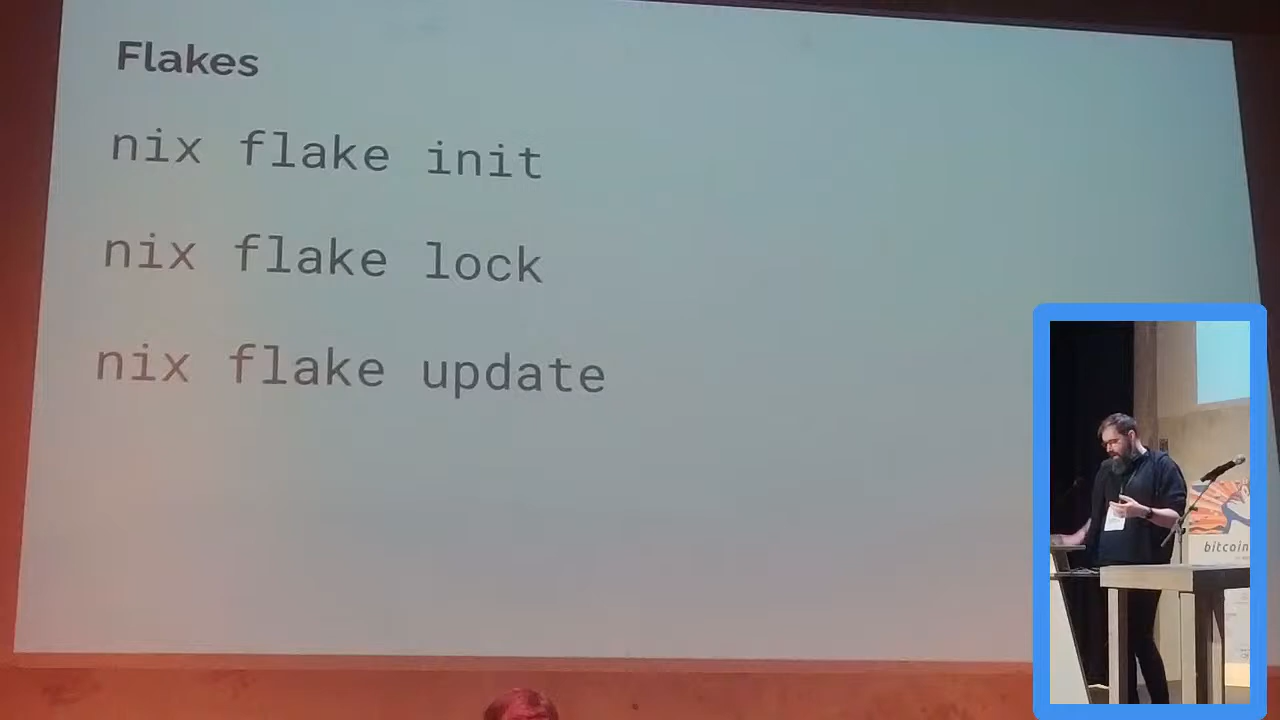 Flakes
nix flake init
nix flake lock
nix flake update
bitcoin